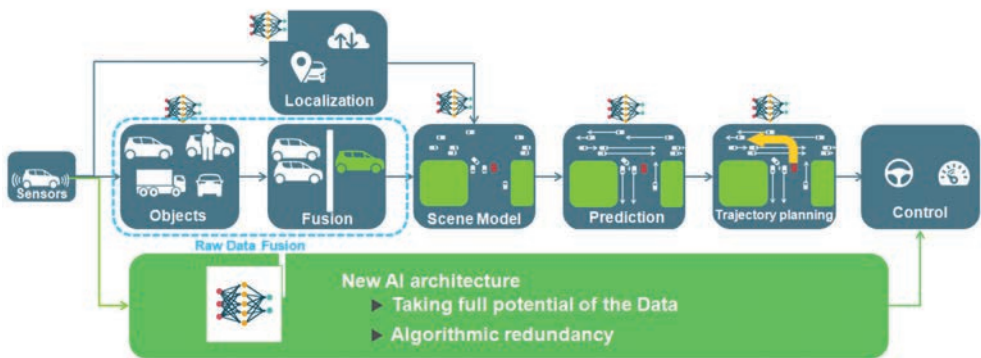 Localization
Sensors
Objects
Fusion
Scene Model
Prediction
Trajectory planning
Control
Raw Data Fusion
New AI architecture
Taking full potential of the Data
Algorithmic redundancy